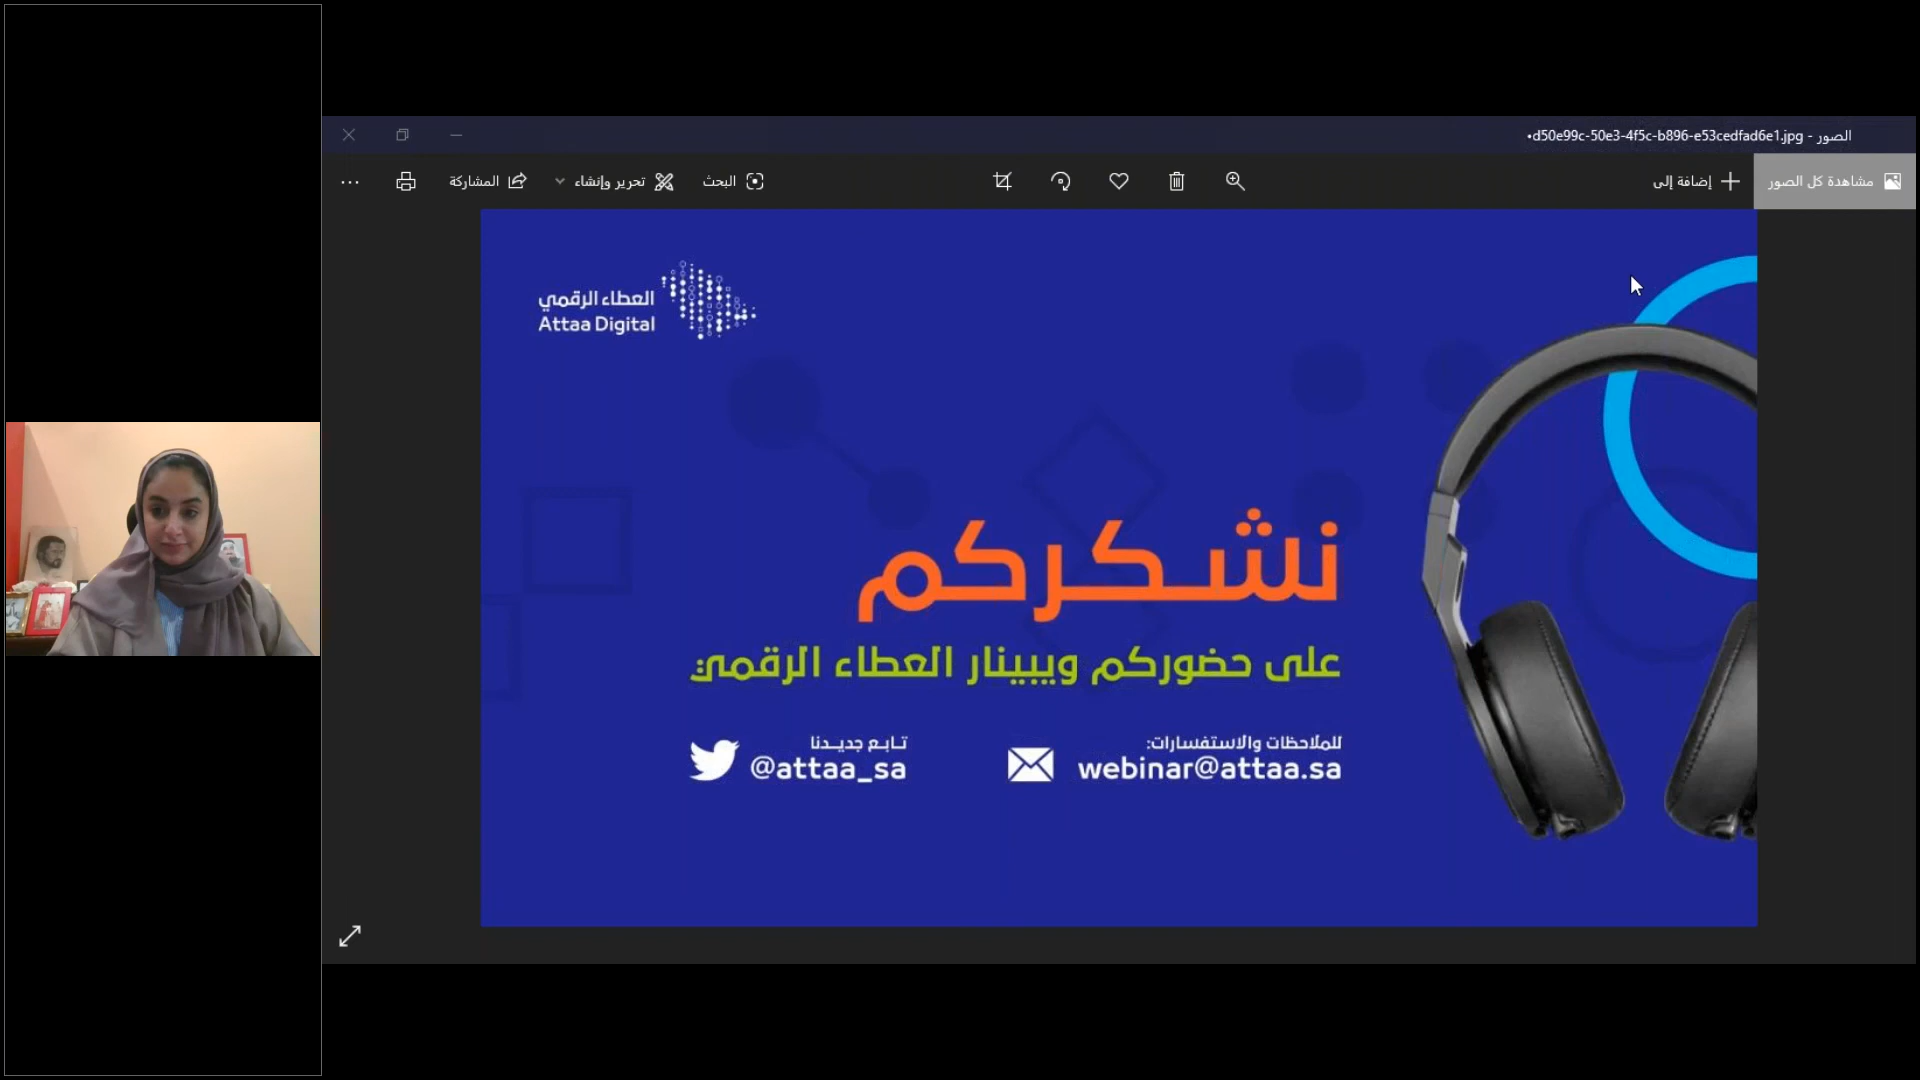 الصور - d50e99c-50e3-4f5c-b896-e53cedfad6e1.jpg•
مشاهدة كل الصور
إضافة إلى
البحث
تحرير وإنشاء
المشاركة
العطاء الرقمي
Attaa Digital
نشكركم
على حضوركم ويبينار العطاء الرقمي
للملاحظات والاستفسارات:
webinar@attaa.sa
تابع جديدنا
@attaa_sa